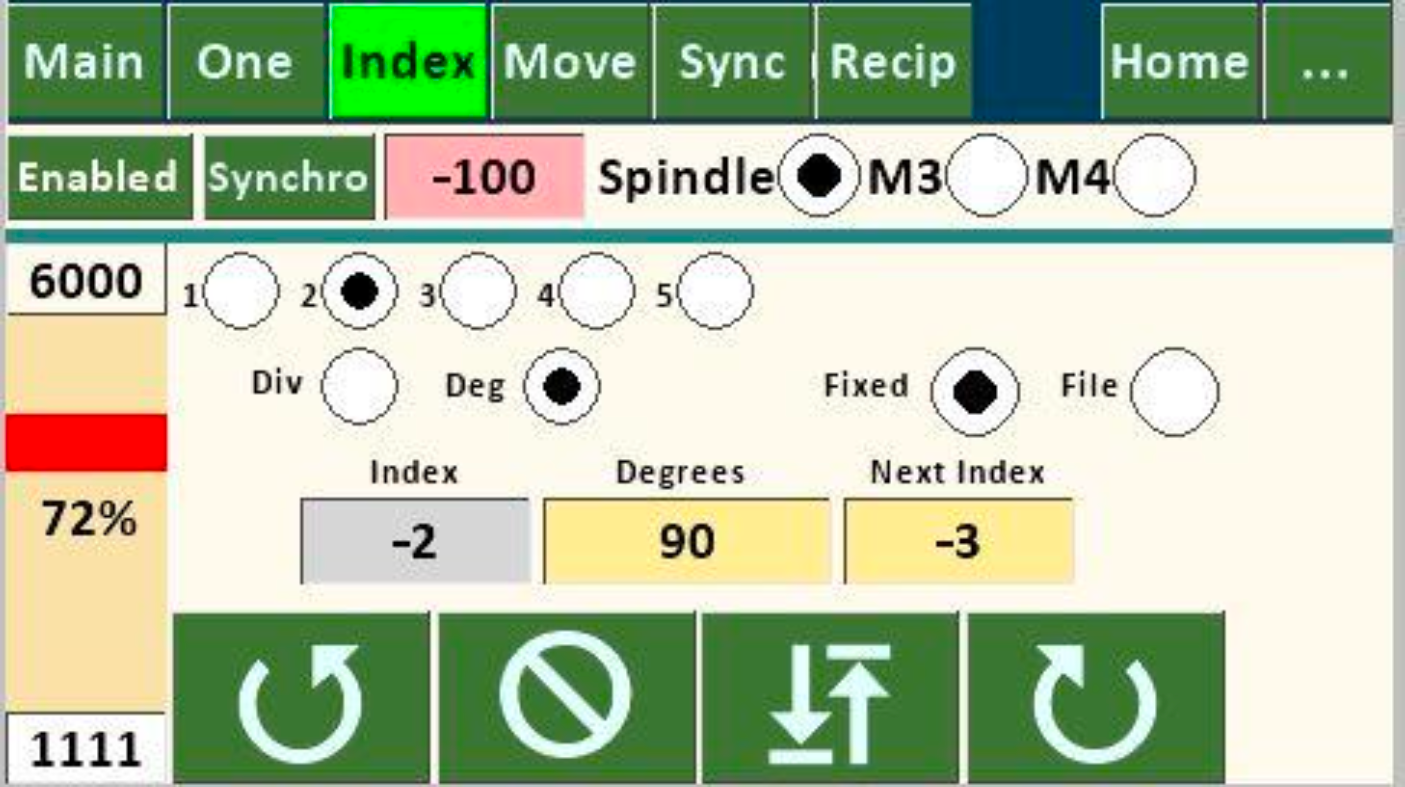 Main One Index Move Sync Recip Home ...
Enabled Synchro -100 Spindle M3 M4
6000 1 2 3 4 5
Div Deg Fixed File
Index Degrees Next Index
72% -2 90 -3
1111